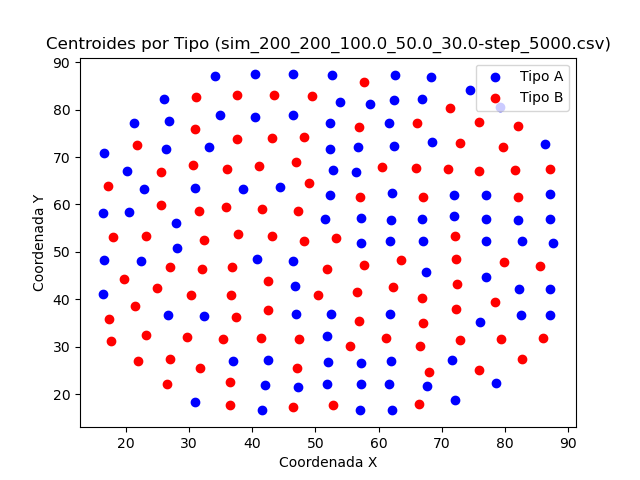 Centroides por Tipo (sim_200_200_100.0_50.0_30.0-step_5000.csv)
Tipo A
Tipo B
90
80
70
60
50
40
30
20
Coordenada Y
20 30 40 50 60 70 80 90
Coordenada X